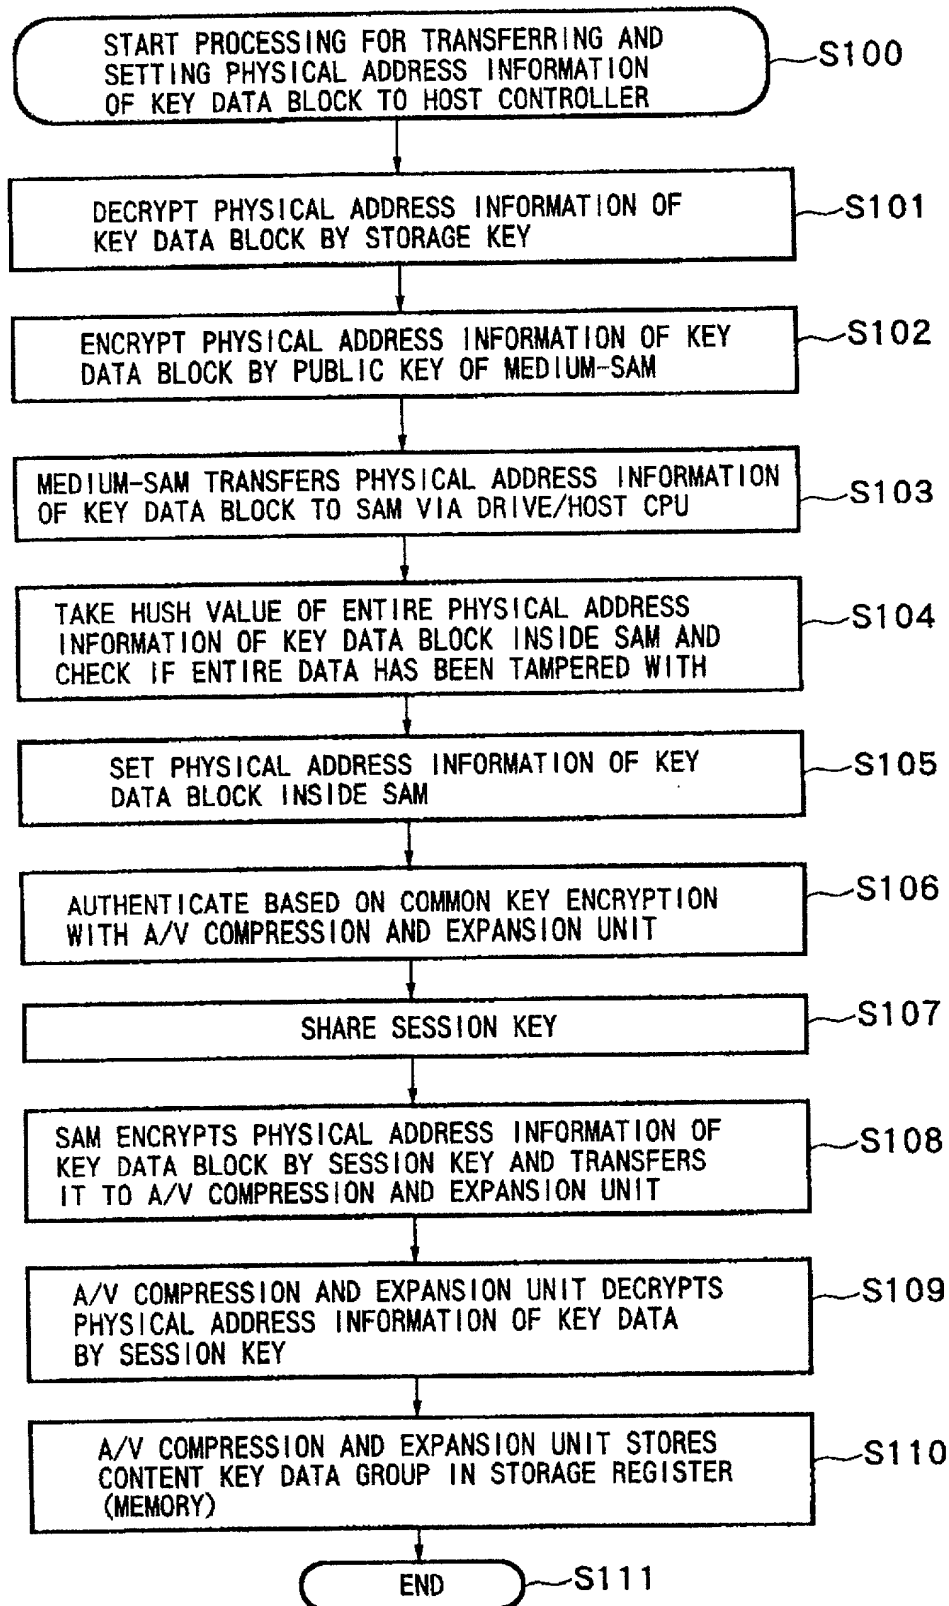 START PROCESSING FOR TRANSFERRING AND
SETTING PHYSICAL ADDRESS INFORMATION
OF KEY DATA BLOCK TO HOST CONTROLLER
S100
DECRYPT PHYSICAL ADDRESS INFORMATION OF
KEY DATA BLOCK BY STORAGE KEY
S101
ENCRYPT PHYSICAL ADDRESS INFORMATION OF KEY
DATA BLOCK BY PUBLIC KEY OF MEDIUM-SAM
S102
MEDIUM-SAM TRANSFERS PHYSICAL ADDRESS INFORMATION
OF KEY DATA BLOCK TO SAM VIA DRIVE/HOST CPU
S103
TAKE HUSH VALUE OF ENTIRE PHYSICAL ADDRESS
INFORMATION OF KEY DATA BLOCK INSIDE SAM AND
CHECK IF ENTIRE DATA HAS BEEN TAMPERED WITH
S104
SET PHYSICAL ADDRESS INFORMATION OF KEY
DATA BLOCK INSIDE SAM
S105
AUTHENTICATE BASED ON COMMON KEY ENCRYPTION
WITH A/V COMPRESSION AND EXPANSION UNIT
S106
SHARE SESSION KEY
S107
SAM ENCRYPTS PHYSICAL ADDRESS INFORMATION OF
KEY DATA BLOCK BY SESSION KEY AND TRANSFERS
IT TO A/V COMPRESSION AND EXPANSION UNIT
S108
A/V COMPRESSION AND EXPANSION UNIT DECRYPTS
PHYSICAL ADDRESS INFORMATION OF KEY DATA
BY SESSION KEY
S109
A/V COMPRESSION AND EXPANSION UNIT STORES
CONTENT KEY DATA GROUP IN STORAGE REGISTER
(MEMORY)
S110
END
S111